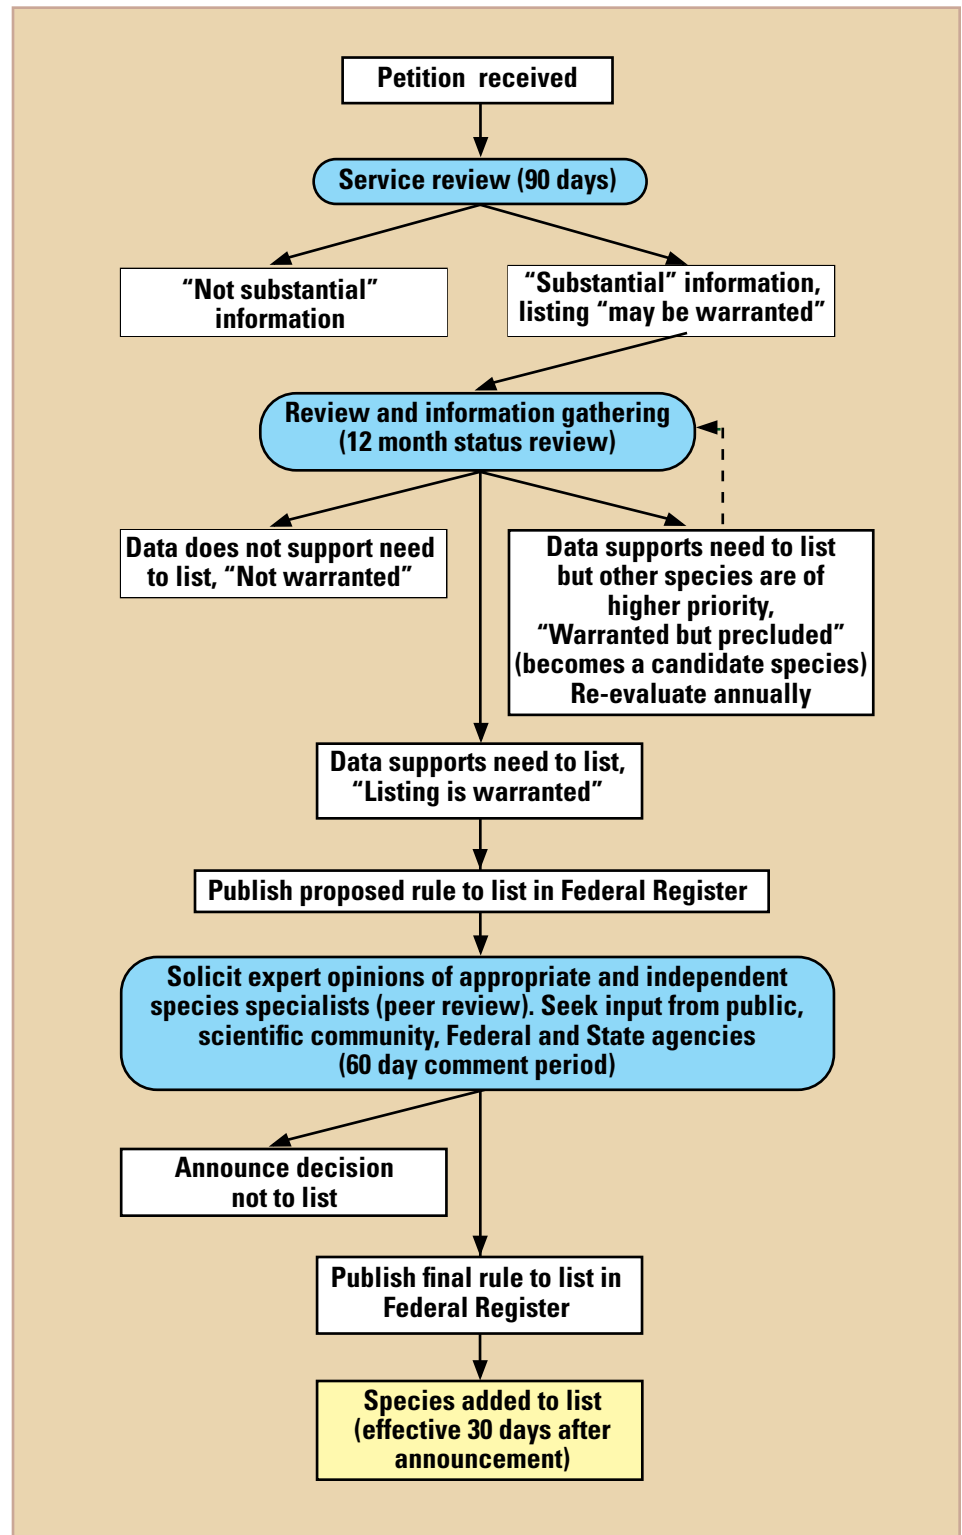 Petition received
Service review (90 days)
“Not substantial”
information
“Substantial” information,
listing “may be warranted”
Review and information gathering
(12 month status review)
Data does not support need
to list, “Not warranted”
Data supports need to list
but other species are of
higher priority,
“Warranted but precluded”
(becomes a candidate species)
Re-evaluate annually
Data supports need to list,
“Listing is warranted”
Publish proposed rule to list in Federal Register
Solicit expert opinions of appropriate and independent
species specialists (peer review). Seek input from public,
scientific community, Federal and State agencies
(60 day comment period)
Announce decision
not to list
Publish final rule to list in
Federal Register
Species added to list
(effective 30 days after
announcement)